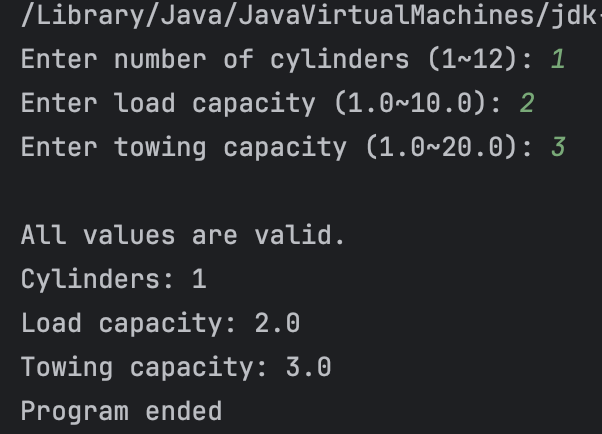 /Library/Java/JavaVirtualMachines/jdk-
Enter number of cylinders (1~12): 1
Enter load capacity (1.0~10.0): 2
Enter towing capacity (1.0~20.0): 3
All values are valid.
Cylinders: 1
Load capacity: 2.0
Towing capacity: 3.0
Program ended